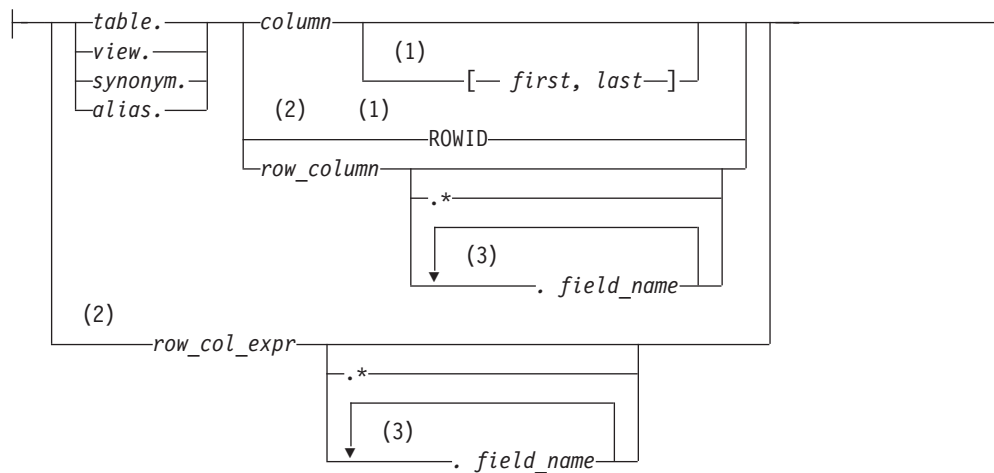 table. column
view. (1)
synonym. [ first, last ]
alias.
(2) (1)
ROWID
row_column
.*
(3)
. field_name
(2)
row_col_expr
.*
(3)
. field_name